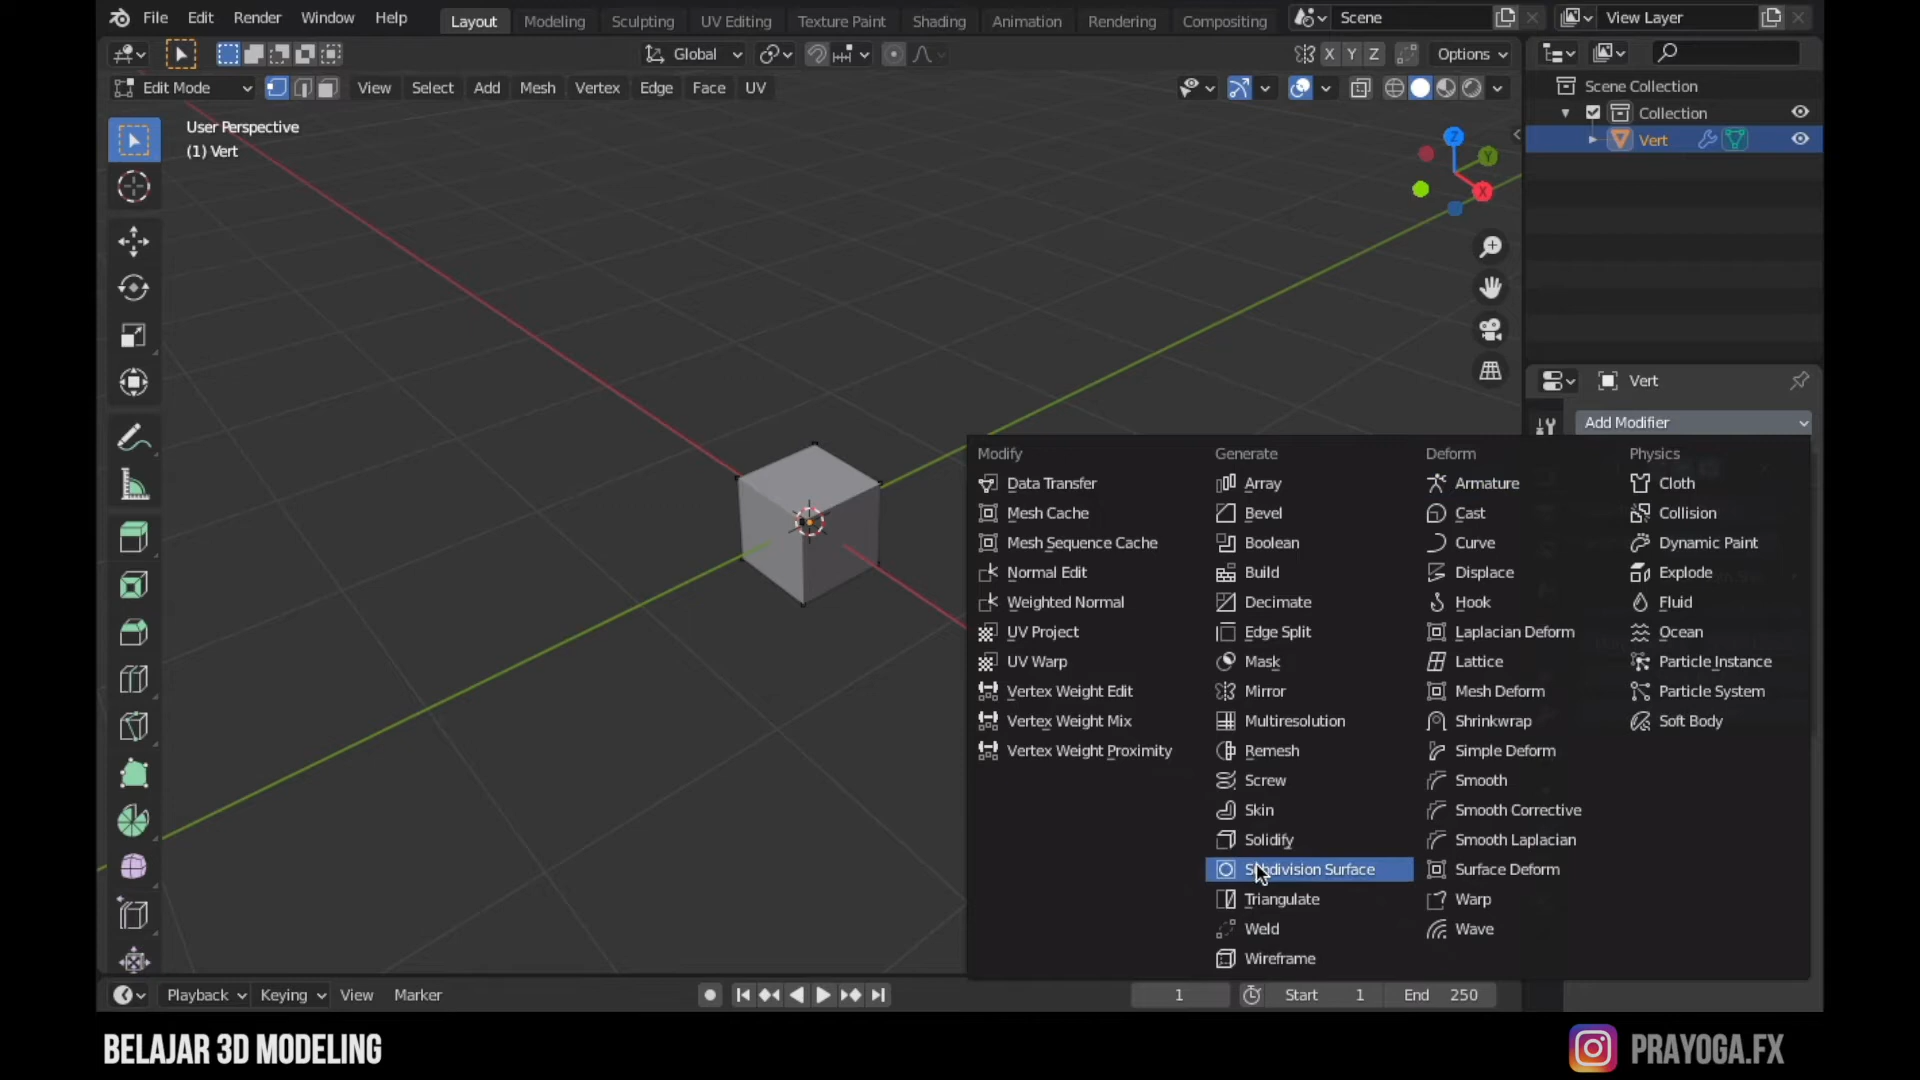 File Edit Render Window Help Layout Modeling Sculpting UV Editing Texture Paint Shading Animation Rendering Compositing Scene View Layer
Global X Y Z Options
Edit Mode View Select Add Mesh Vertex Edge Face UV
Scene Collection
Collection
Vert
User Perspective
(1) Vert
Z
Y
X
Vert
Add Modifier
Modify Generate Deform Physics
Data Transfer Array Armature Cloth
Mesh Cache Bevel Cast Collision
Mesh Sequence Cache Boolean Curve Dynamic Paint
Normal Edit Build Displace Explode
Weighted Normal Decimate Hook Fluid
UV Project Edge Split Laplacian Deform Ocean
UV Warp Mask Lattice Particle Instance
Vertex Weight Edit Mirror Mesh Deform Particle System
Vertex Weight Mix Multiresolution Shrinkwrap Soft Body
Vertex Weight Proximity Remesh Simple Deform
Screw Smooth
Skin Smooth Corrective
Solidify Smooth Laplacian
Subdivision Surface Surface Deform
Triangulate Warp
Weld Wave
Wireframe
Playback Keying View Marker 1 Start 1 End 250
BELAJAR 3D MODELING
PRAYOGA.FX